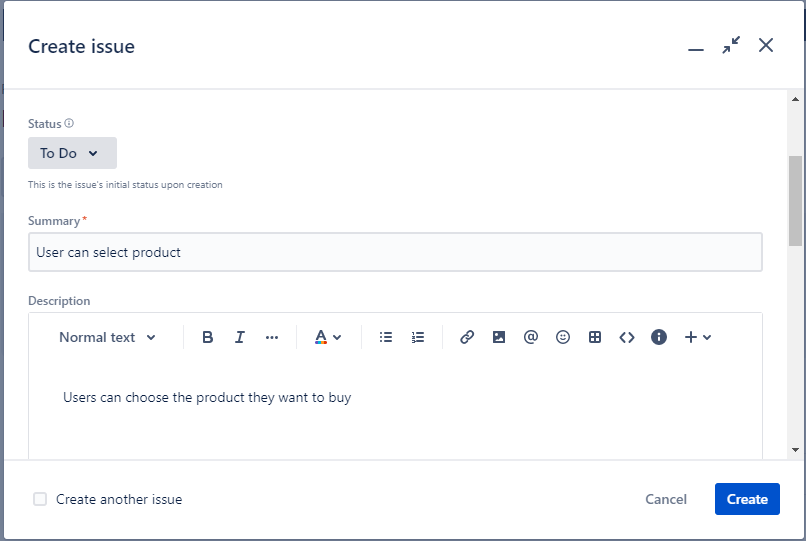 Create issue
Status
To Do
This is the issue's initial status upon creation
Summary*
User can select product
Description
Normal text B I ... A @
Users can choose the product they want to buy
Create another issue Cancel Create